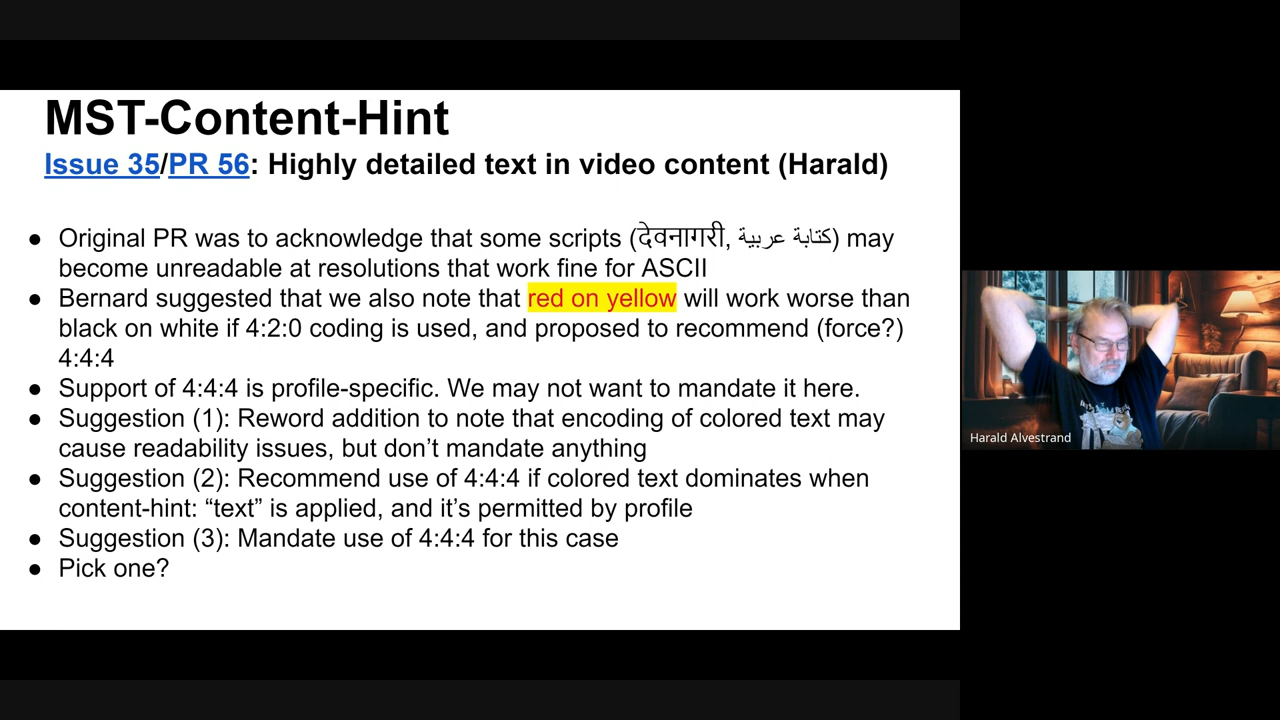 MST-Content-Hint
Issue 35/PR 56: Highly detailed text in video content (Harald)
● Original PR was to acknowledge that some scripts (देवनागरी, كتابة عربية) may
become unreadable at resolutions that work fine for ASCII
● Bernard suggested that we also note that red on yellow will work worse than
black on white if 4:2:0 coding is used, and proposed to recommend (force?)
4:4:4
● Support of 4:4:4 is profile-specific. We may not want to mandate it here.
● Suggestion (1): Reword addition to note that encoding of colored text may
cause readability issues, but don’t mandate anything
● Suggestion (2): Recommend use of 4:4:4 if colored text dominates when
content-hint: “text” is applied, and it’s permitted by profile
● Suggestion (3): Mandate use of 4:4:4 for this case
● Pick one?
Harald Alvestrand